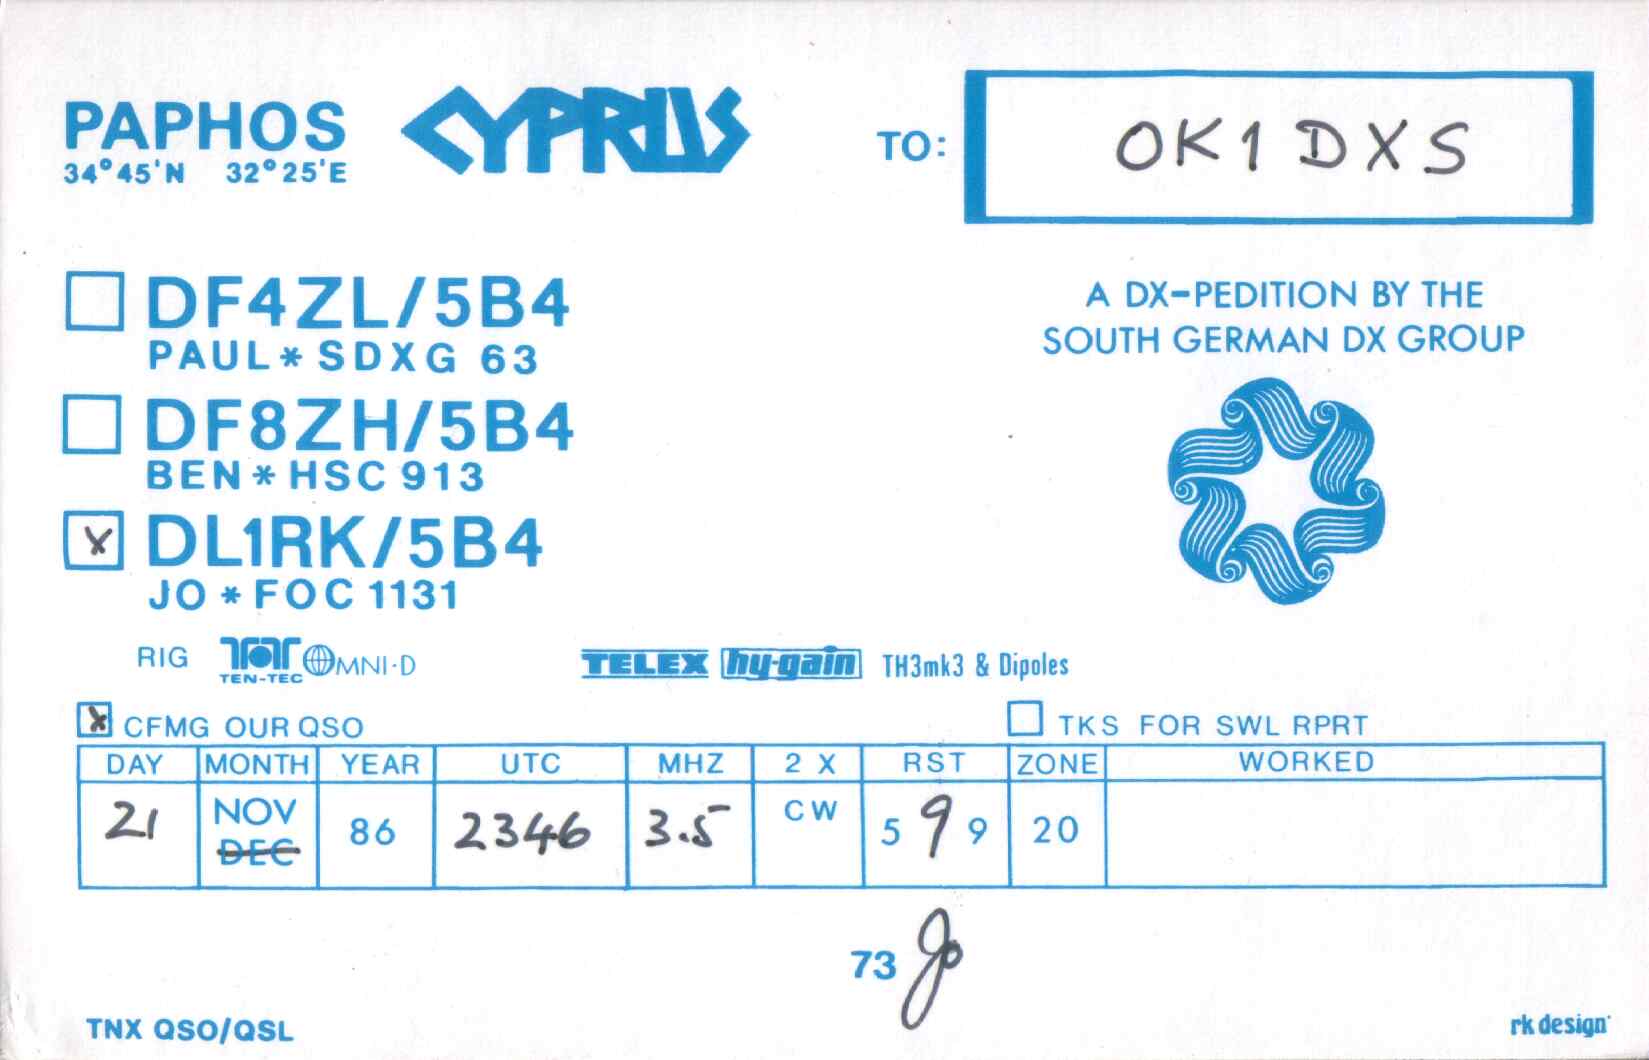 PAPHOS CYPRUS
34°45'N 32°25'E
TO: OK1DXS
DF4ZL/5B4
PAUL * SDXG 63
DF8ZH/5B4
BEN * HSC 913
X DL1RK/5B4
JO * FOC 1131
A DX-PEDITION BY THE
SOUTH GERMAN DX GROUP
RIG TEN-TEC OMNI-D TELEX hy-gain TH3mk3 & Dipoles
X CFMG OUR QSO TKS FOR SWL RPRT
DAY MONTH YEAR UTC MHZ 2 X RST ZONE WORKED
21 NOV 86 2346 3.5 CW 599 20
DEC
73 Jo
TNX QSO/QSL
rk design